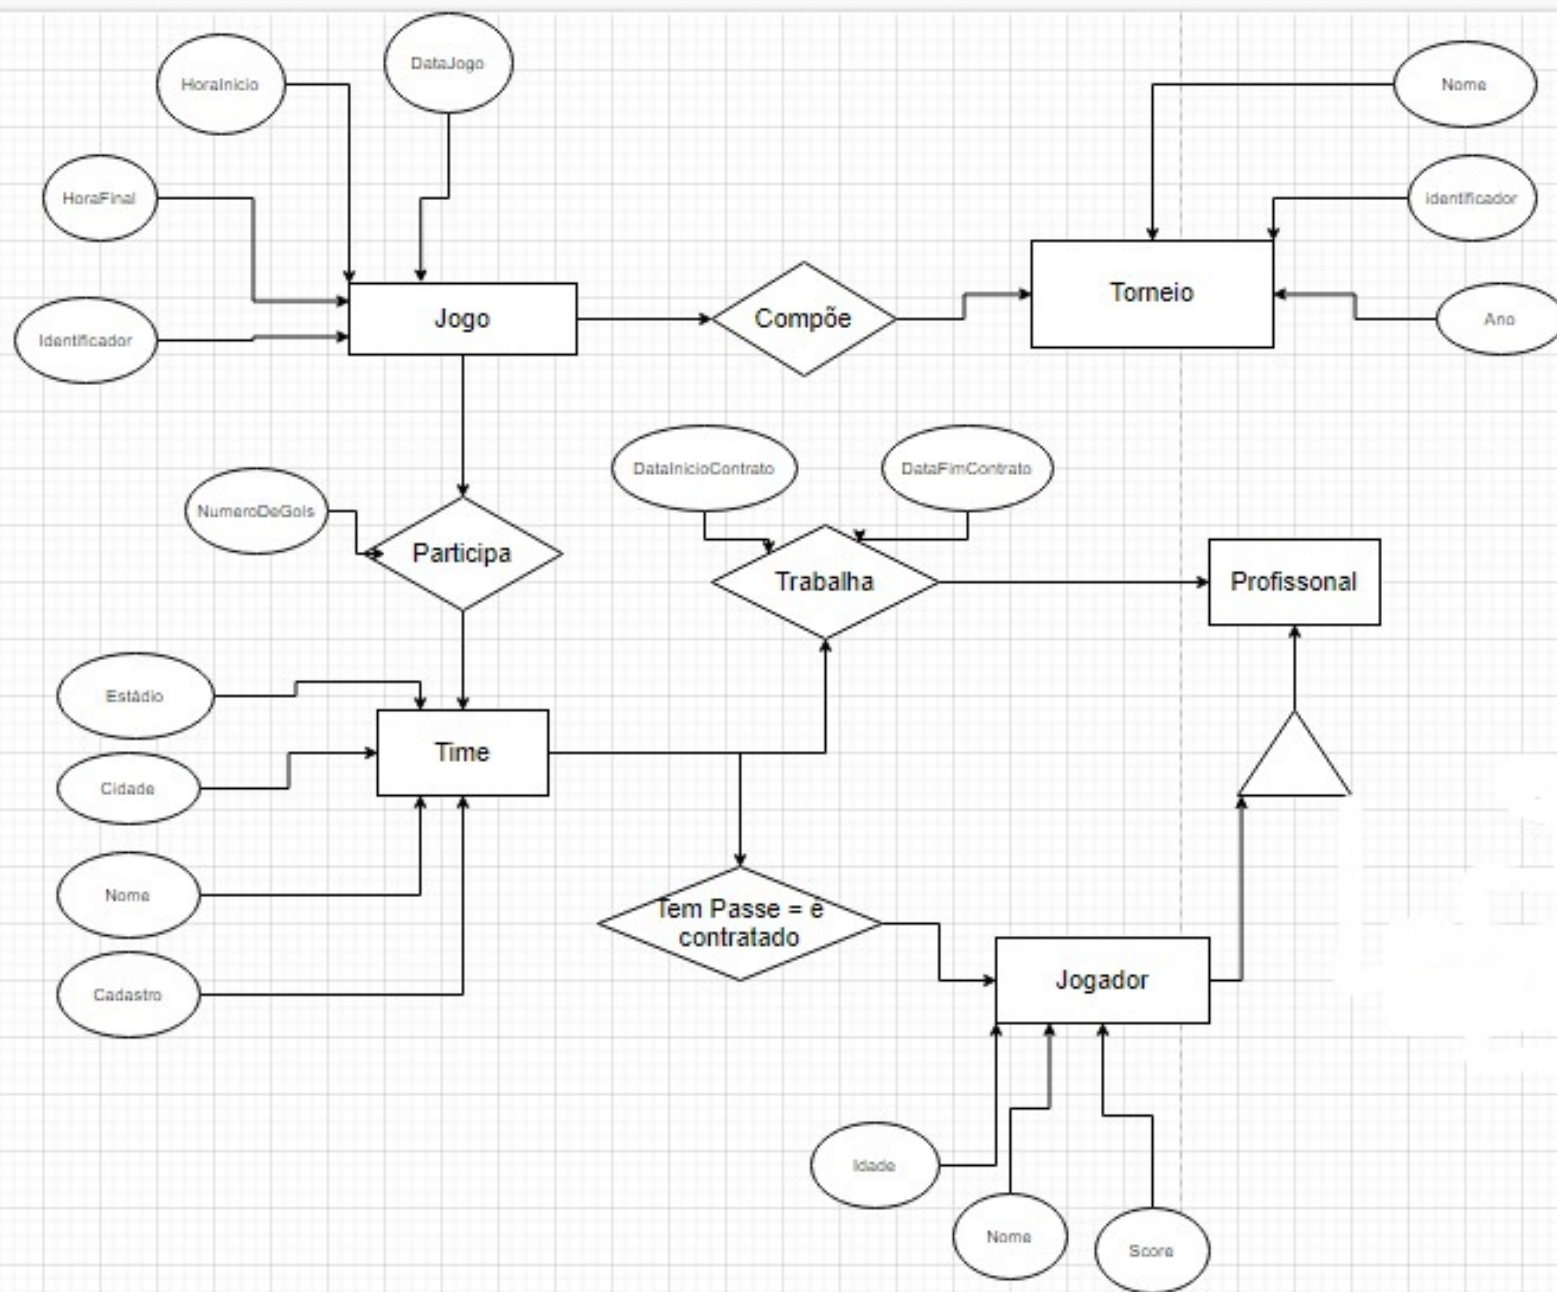 DataJogo
HoraInicio
Nome
HoraFinal
Identificador
Torneio
Jogo
Compõe
Ano
Identificador
DataInicioContrato
DataFimContrato
NumeroDeGols
Participa
Trabalha
Profissonal
Estádio
Time
Cidade
Nome
Tem Passe = é
contratado
Jogador
Cadastro
Idade
Nome
Score